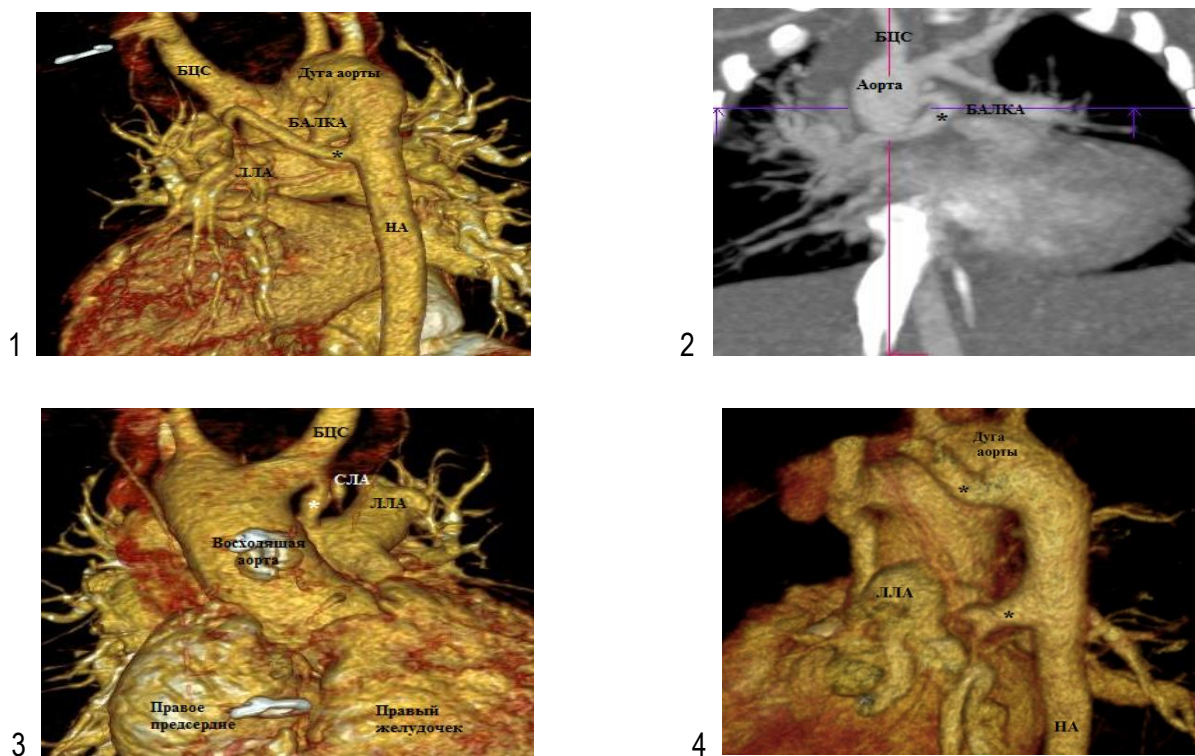 БЦС
Дуга аорты
БАЛКА
*
ЛЛА
НА
1
БЦС
Аорта
БАЛКА
*
2
БЦС
СЛА
*
ЛЛА
Восходящая
аорта
Правое
предсердие
Правый
желудочек
3
Дуга
аорты
*
ЛЛА
*
НА
4